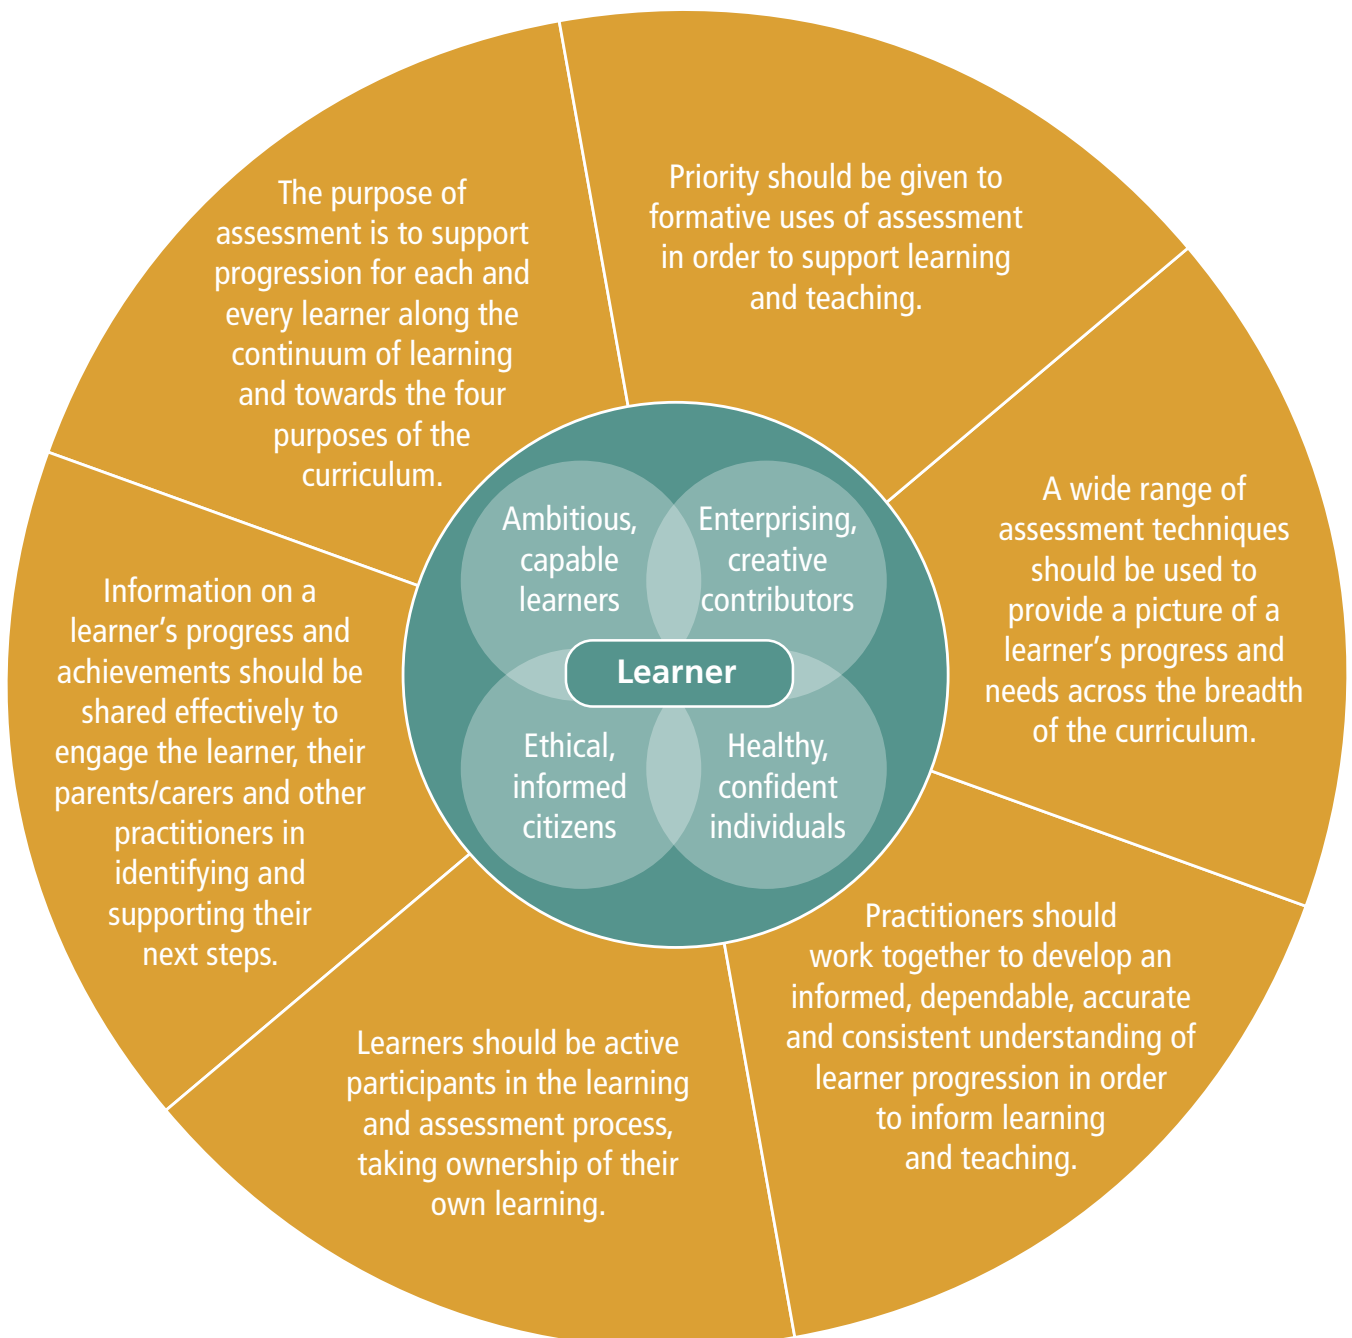 The purpose of
assessment is to support
progression for each and
every learner along the
continuum of learning
and towards the four
purposes of the
curriculum.
Priority should be given to
formative uses of assessment
in order to support learning
and teaching.
A wide range of
assessment techniques
should be used to
provide a picture of a
learner’s progress and
needs across the breadth
of the curriculum.
Practitioners should
work together to develop an
informed, dependable, accurate
and consistent understanding of
learner progression in order
to inform learning
and teaching.
Learners should be active
participants in the learning
and assessment process,
taking ownership of their
own learning.
Information on a
learner’s progress and
achievements should be
shared effectively to
engage the learner, their
parents/carers and other
practitioners in
identifying and
supporting their
next steps.
Ambitious,
capable
learners
Enterprising,
creative
contributors
Learner
Ethical,
informed
citizens
Healthy,
confident
individuals